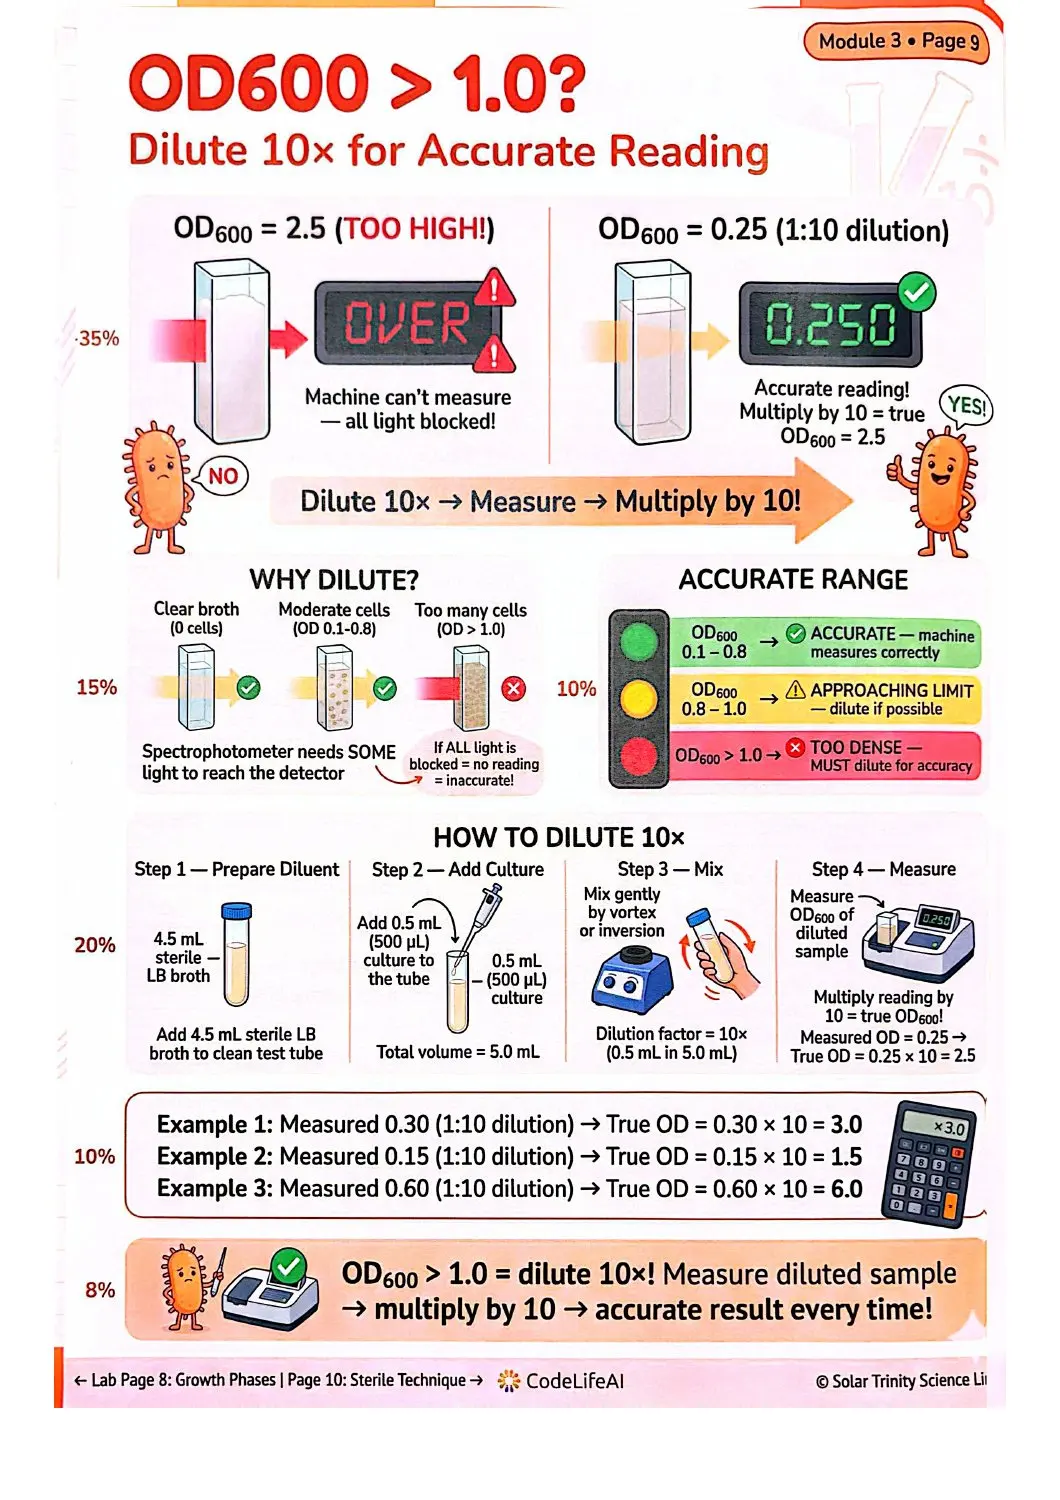 Module 3 • Page 9
OD600 > 1.0?
Dilute 10x for Accurate Reading
OD600 = 2.5 (TOO HIGH!)
OVER
Machine can't measure
— all light blocked!
NO
OD600 = 0.25 (1:10 dilution)
0.250
Accurate reading!
Multiply by 10 = true
OD600 = 2.5
YES!
35%
Dilute 10x → Measure → Multiply by 10!
WHY DILUTE?
Clear broth
(0 cells)
Moderate cells
(OD 0.1-0.8)
Too many cells
(OD > 1.0)
15%
Spectrophotometer needs SOME
light to reach the detector
If ALL light is
blocked = no reading
= inaccurate!
ACCURATE RANGE
10%
OD600
0.1 – 0.8
→ ACCURATE — machine
measures correctly
OD600
0.8 – 1.0
→ APPROACHING LIMIT
— dilute if possible
OD600 > 1.0 → TOO DENSE —
MUST dilute for accuracy
HOW TO DILUTE 10x
20%
Step 1 — Prepare Diluent
4.5 mL
sterile –
LB broth
Add 4.5 mL sterile LB
broth to clean test tube
Step 2 — Add Culture
Add 0.5 mL
(500 µL)
culture to
the tube
0.5 mL
– (500 µL)
culture
Total volume = 5.0 mL
Step 3 — Mix
Mix gently
by vortex
or inversion
Dilution factor = 10x
(0.5 mL in 5.0 mL)
Step 4 — Measure
Measure
OD600 of
diluted
sample
0.250
Multiply reading by
10 = true OD600!
Measured OD = 0.25 →
True OD = 0.25 x 10 = 2.5
10%
Example 1: Measured 0.30 (1:10 dilution) → True OD = 0.30 × 10 = 3.0
Example 2: Measured 0.15 (1:10 dilution) → True OD = 0.15 × 10 = 1.5
Example 3: Measured 0.60 (1:10 dilution) → True OD = 0.60 × 10 = 6.0
×3.0
8%
OD600 > 1.0 = dilute 10x! Measure diluted sample
→ multiply by 10 → accurate result every time!
← Lab Page 8: Growth Phases | Page 10: Sterile Technique →
CodeLifeAI
© Solar Trinity Science